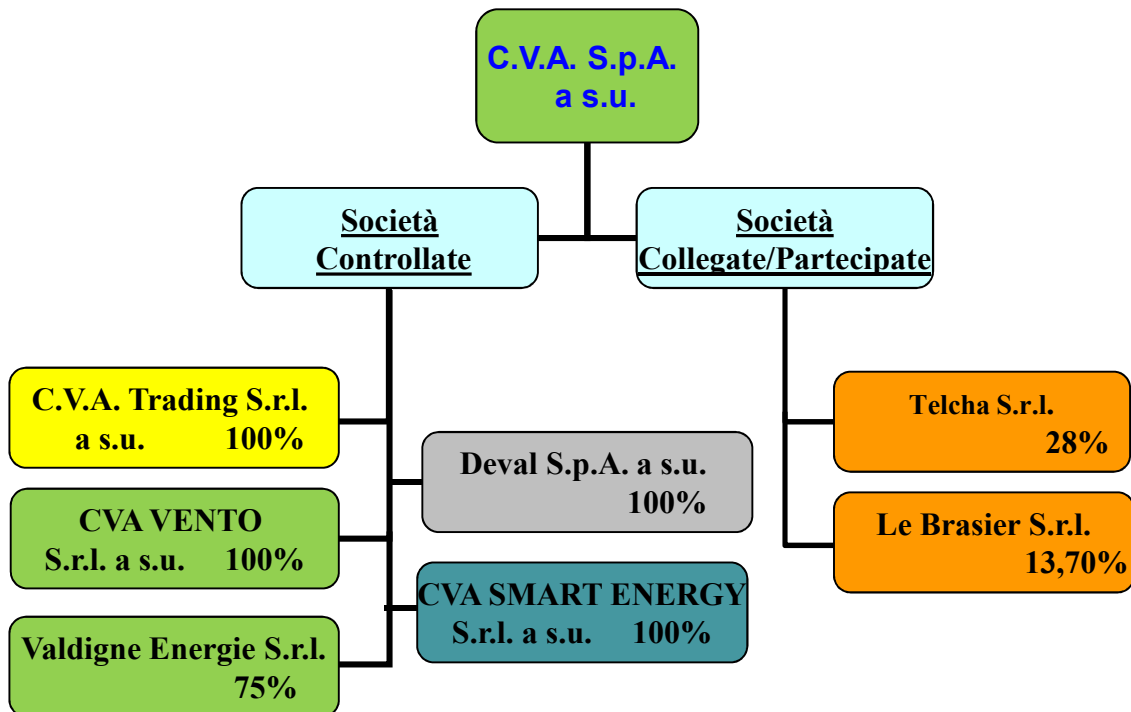 C.V.A. S.p.A.
a s.u.
Società
Controllate
Società
Collegate/Partecipate
C.V.A. Trading S.r.l.
a s.u. 100%
CVA VENTO
S.r.l. a s.u. 100%
Valdigne Energie S.r.l.
75%
Deval S.p.A. a s.u.
100%
CVA SMART ENERGY
S.r.l. a s.u. 100%
Telcha S.r.l.
28%
Le Brasier S.r.l.
13,70%